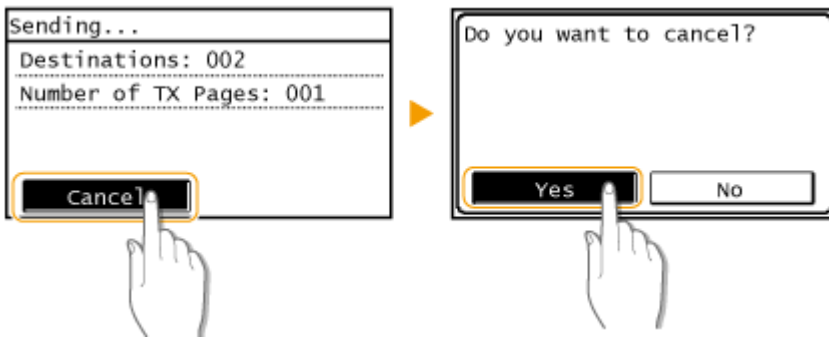 Sending...
Destinations: 002
Number of TX Pages: 001
Cancel
Do you want to cancel?
Yes
No